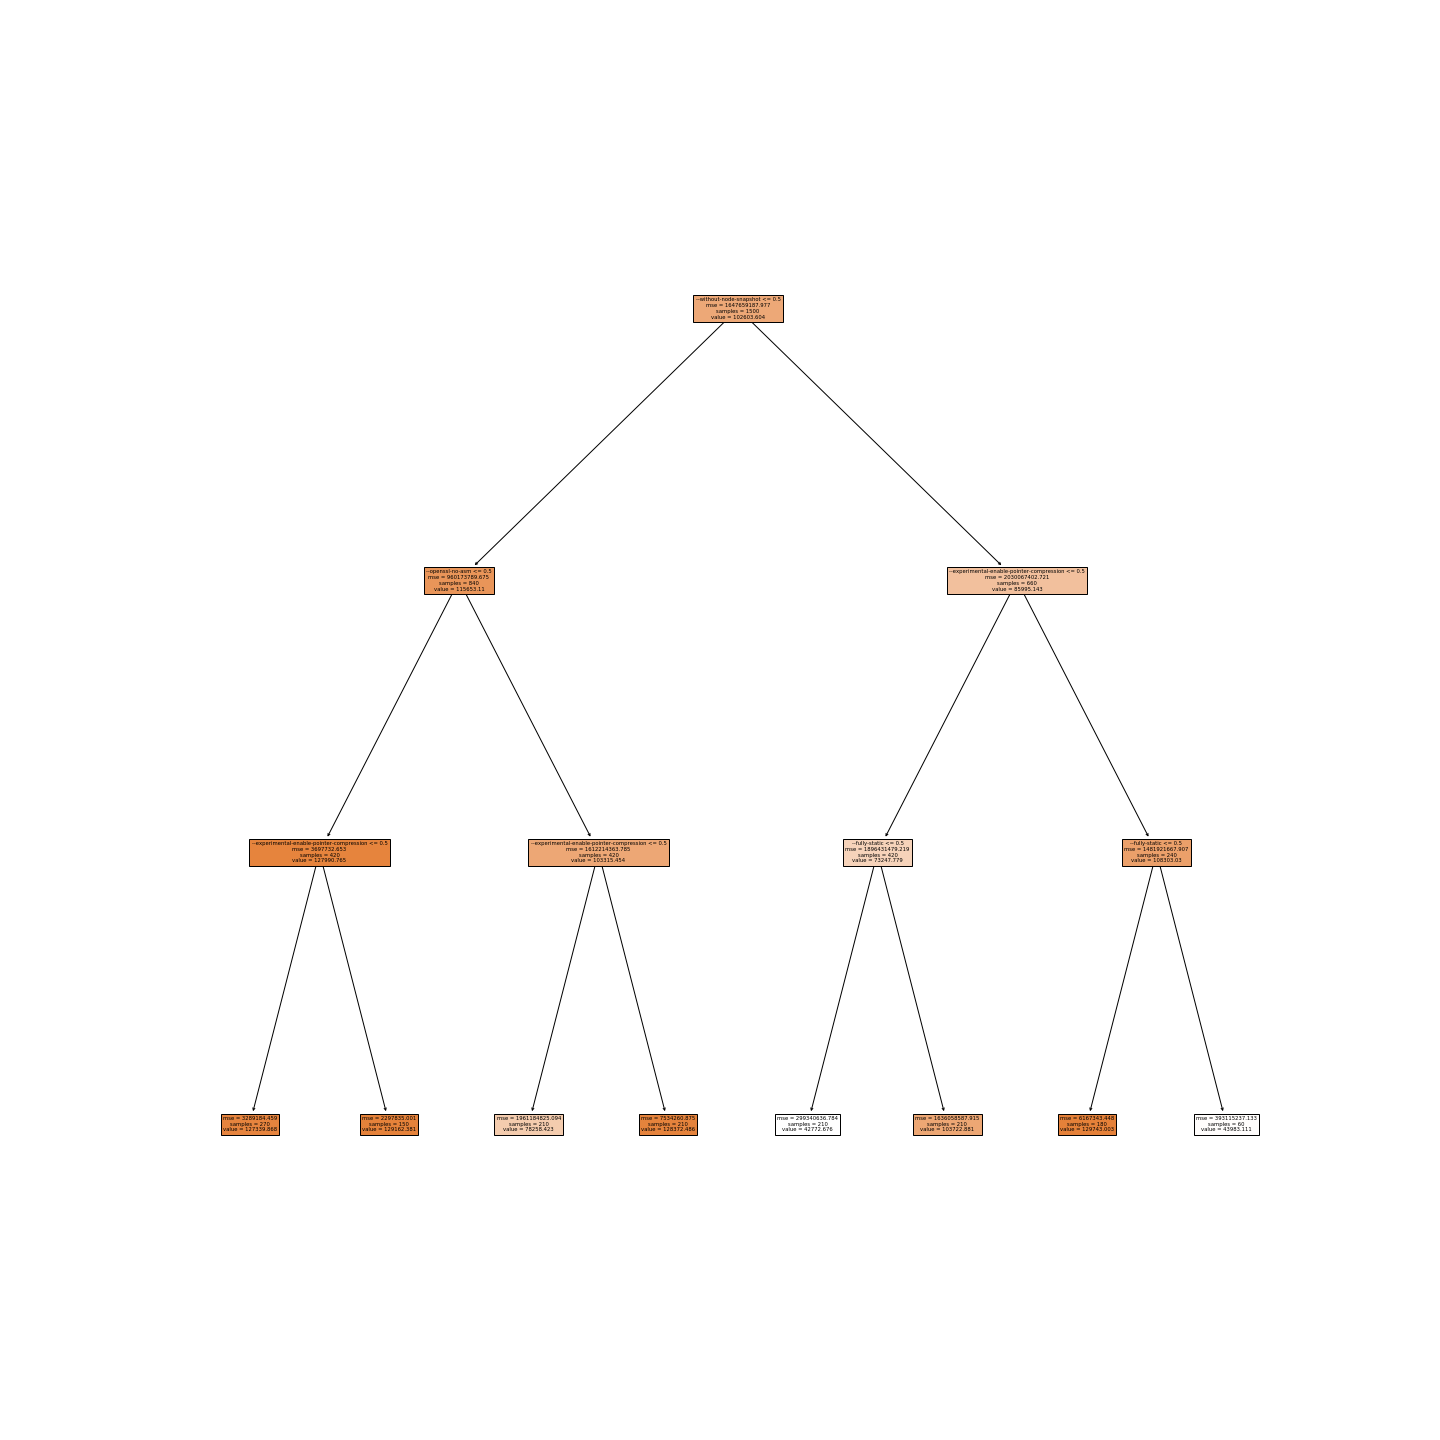 --without-node-snapshot <= 0.5
mse = 1647659187.977
samples = 1500
value = 102603.604
--openssl-no-asm <= 0.5
mse = 960173789.675
samples = 840
value = 115653.11
--experimental-enable-pointer-compression <= 0.5
mse = 2030067402.721
samples = 660
value = 85995.143
--experimental-enable-pointer-compression <= 0.5
mse = 3697732.653
samples = 420
value = 127990.765
--experimental-enable-pointer-compression <= 0.5
mse = 1612214363.785
samples = 420
value = 103315.454
--fully-static <= 0.5
mse = 1896431479.219
samples = 420
value = 73247.779
--fully-static <= 0.5
mse = 1481921667.907
samples = 240
value = 108303.03
mse = 3289184.459
samples = 270
value = 127339.868
mse = 2297835.001
samples = 150
value = 129162.381
mse = 1961184825.094
samples = 210
value = 78258.423
mse = 7534260.875
samples = 210
value = 128372.486
mse = 299340636.784
samples = 210
value = 42772.676
mse = 1636058587.915
samples = 210
value = 103722.881
mse = 6167343.448
samples = 180
value = 129743.003
mse = 393115237.133
samples = 60
value = 43983.111